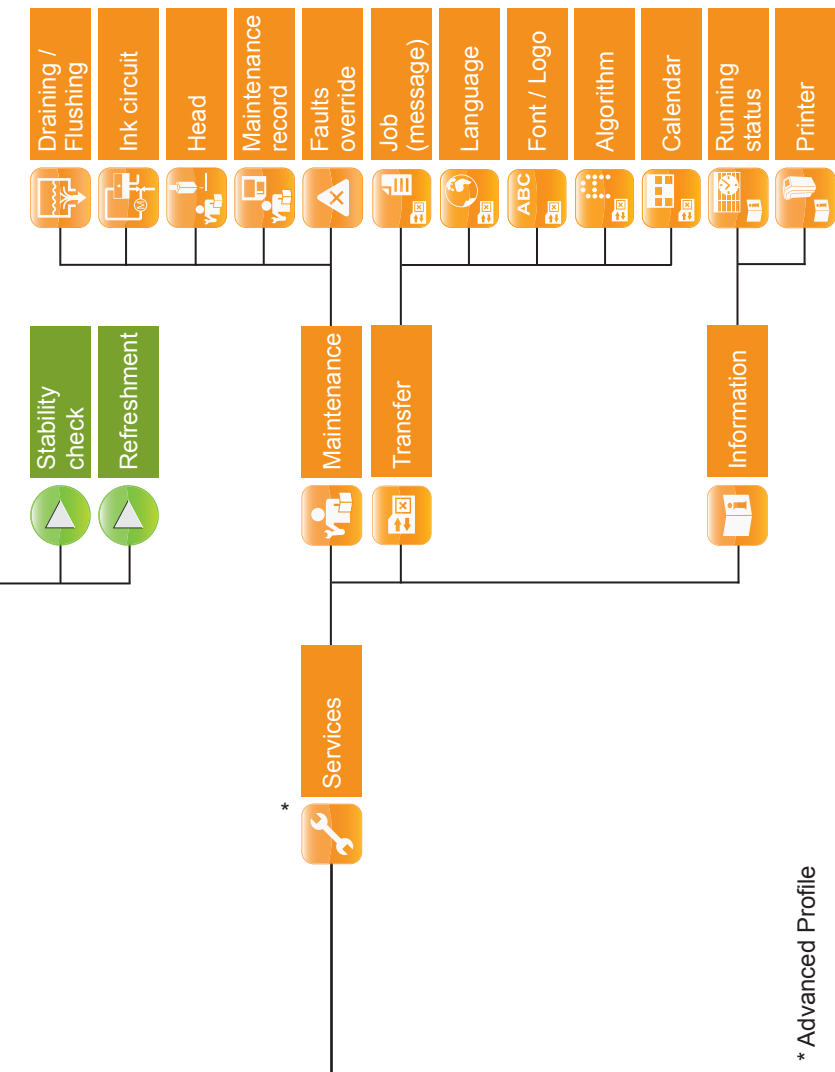 Stability
check
Refreshment
*
Services
Maintenance
Draining /
Flushing
Ink circuit
Head
Maintenance
record
Faults
override
Transfer
Job
(message)
Language
ABC
Font / Logo
Algorithm
Calendar
Information
Running
status
Printer
* Advanced Profile